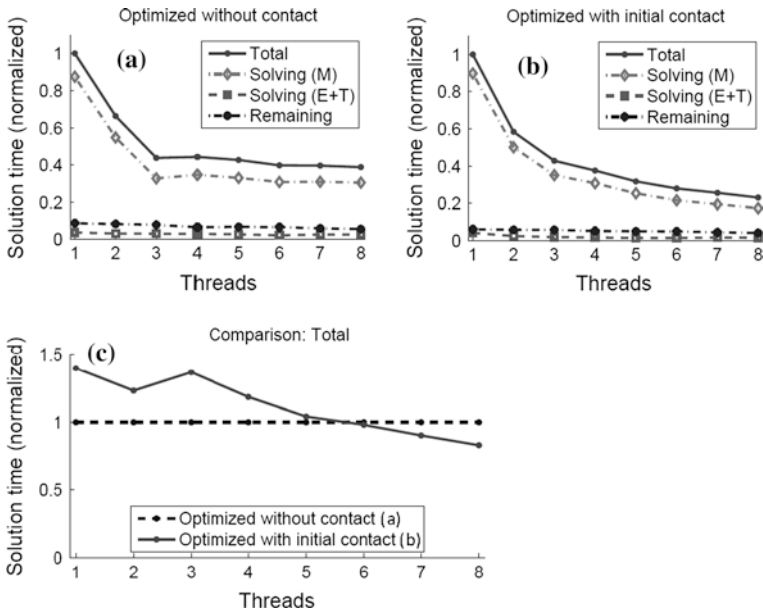 Optimized without contact
Solution time (normalized)
1
0.8
0.6
0.4
0.2
0
(a)
Total
Solving (M)
Solving (E+T)
Remaining
1 2 3 4 5 6 7 8
Threads
Optimized with initial contact
Solution time (normalized)
1
0.8
0.6
0.4
0.2
0
(b)
Total
Solving (M)
Solving (E+T)
Remaining
1 2 3 4 5 6 7 8
Threads
Comparison: Total
Solution time (normalized)
1.5
1
0.5
0
(c)
Optimized without contact (a)
Optimized with initial contact (b)
1 2 3 4 5 6 7 8
Threads